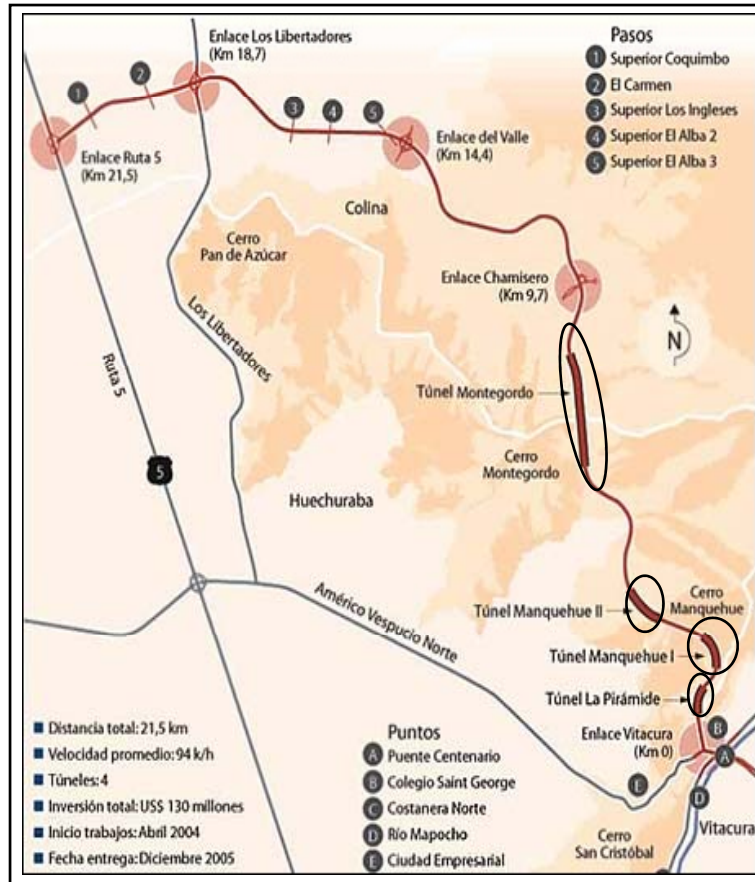 Enlace Los Libertadores
(Km 18,7)
Pasos
1 Superior Coquimbo
2 El Carmen
3 Superior Los Ingleses
4 Superior El Alba 2
5 Superior El Alba 3
1
2
3
4
5
Enlace Ruta 5
(Km 21,5)
Enlace del Valle
(Km 14,4)
Colina
Cerro
Pan de Azúcar
Enlace Chamisero
(Km 9,7)
N
Los Libertadores
Ruta 5
Túnel Montegordo
Cerro
Montegordo
5
Huechuraba
Américo Vespucio Norte
Túnel Manquehue II
Cerro
Manquehue
Túnel Manquehue I
Túnel La Pirámide
Enlace Vitacura
(Km 0)
B
A
E
D
Vitacura
Cerro
San Cristóbal
Distancia total: 21,5 km
Velocidad promedio: 94 k/h
Túneles: 4
Inversión total: US$ 130 millones
Inicio trabajos: Abril 2004
Fecha entrega: Diciembre 2005
Puntos
A Puente Centenario
B Colegio Saint George
C Costanera Norte
D Río Mapocho
E Ciudad Empresarial